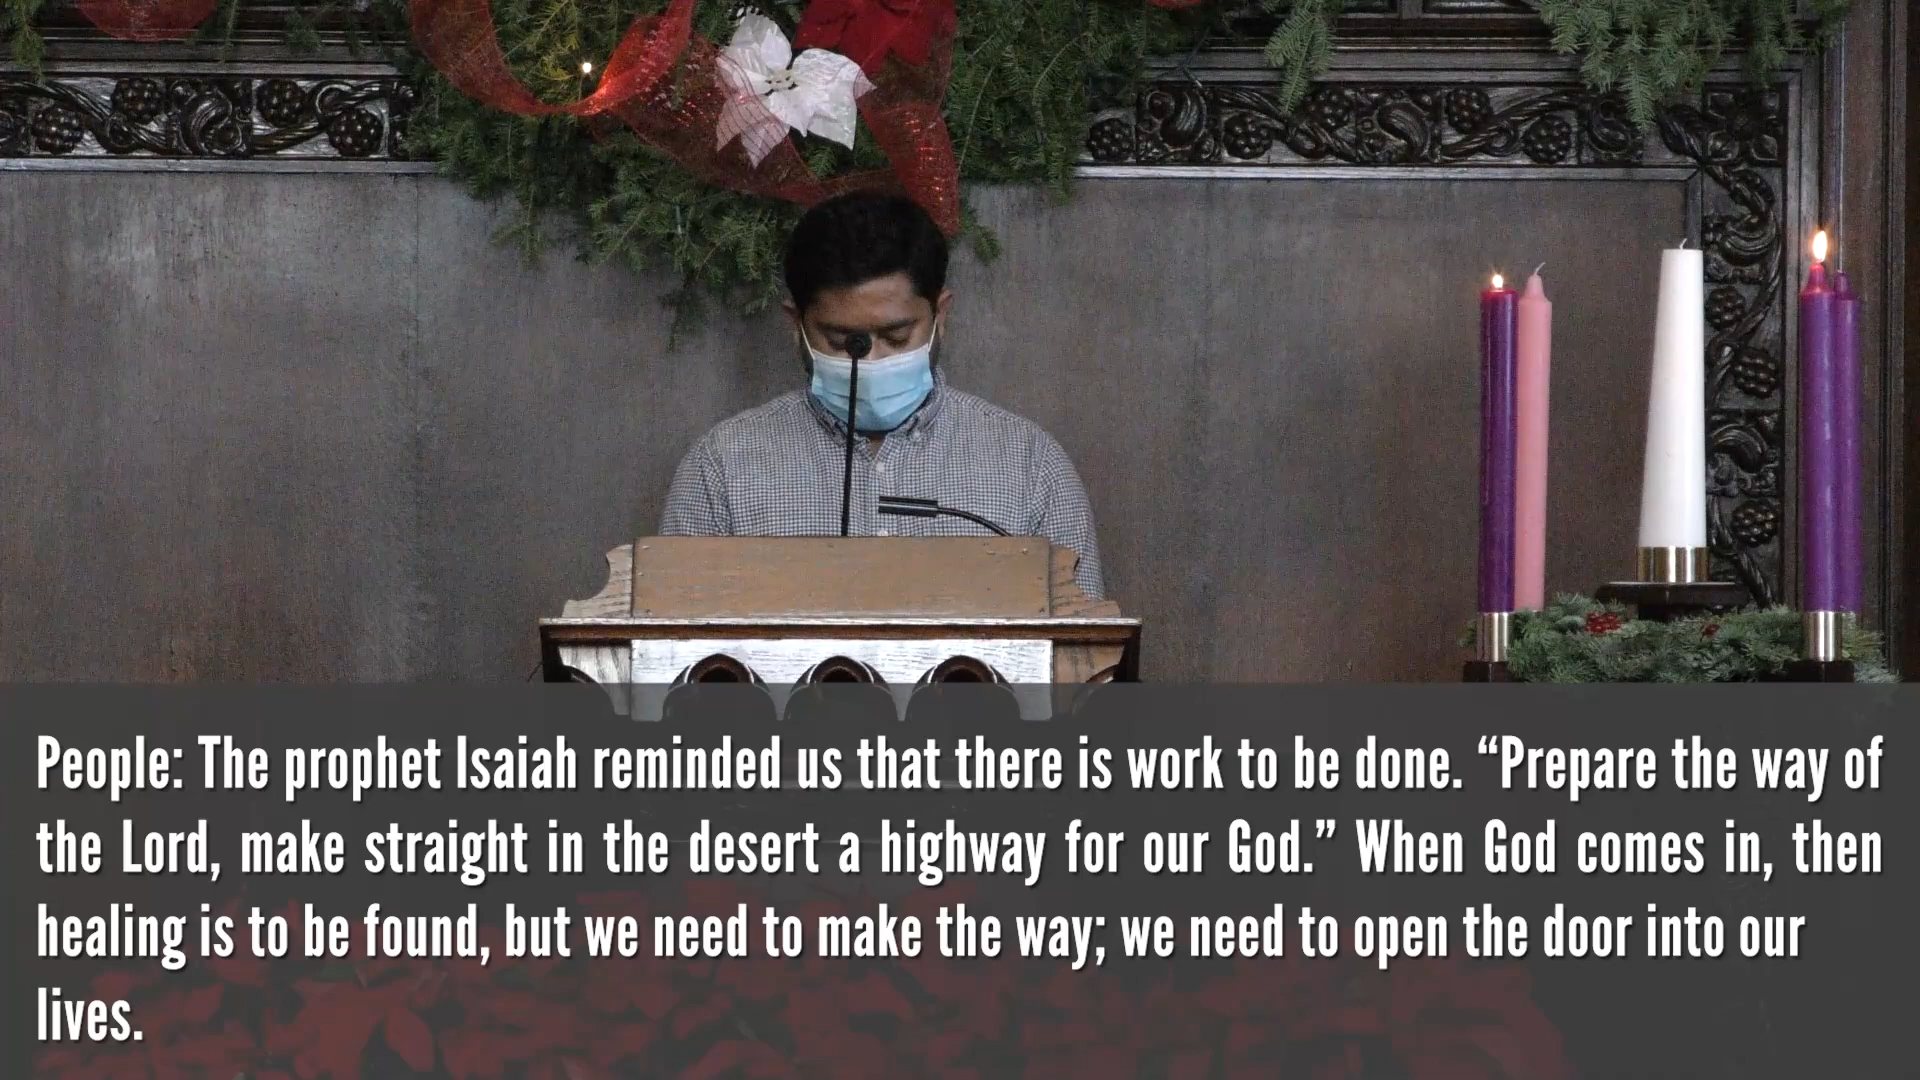 People: The prophet Isaiah reminded us that there is work to be done. “Prepare the way of
the Lord, make straight in the desert a highway for our God.” When God comes in, then
healing is to be found, but we need to make the way; we need to open the door into our
lives.